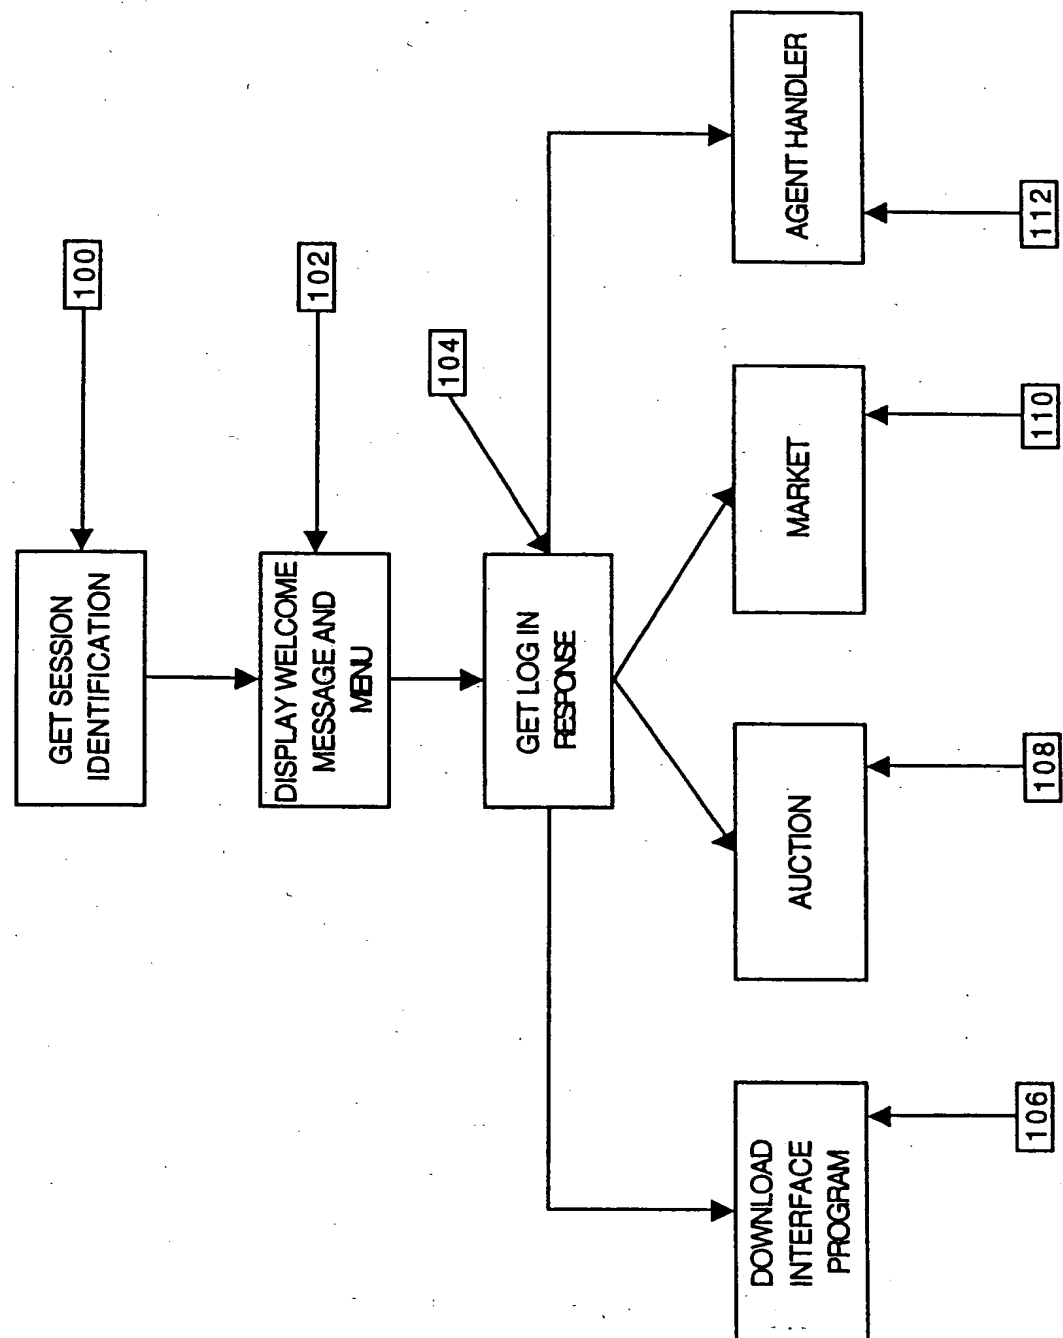 GET SESSION
IDENTIFICATION
100
DISPLAY WELCOME
MESSAGE AND
MENU
102
GET LOG IN
RESPONSE
104
DOWNLOAD
INTERFACE
PROGRAM
106
AUCTION
108
MARKET
110
AGENT HANDLER
112